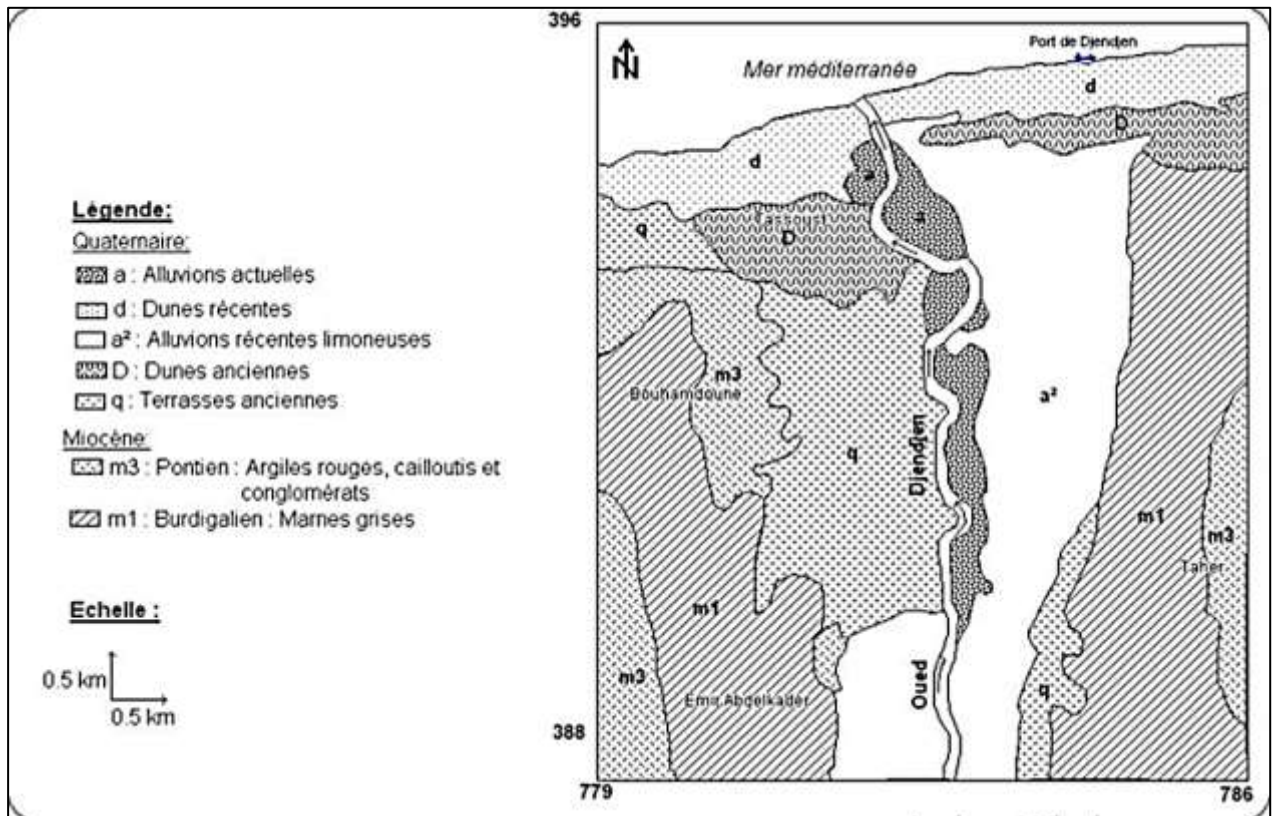 396
N
Port de Djendjen
Mer méditerranée
d
D
d
a
a
q
Tassoust
D
Légende:
Quaternaire:
a : Alluvions actuelles
d : Dunes récentes
a² : Alluvions récentes limoneuses
D : Dunes anciennes
q : Terrasses anciennes
Miocène:
m3 : Pontien : Argiles rouges, cailloutis et
conglomérats
m1 : Burdigalien : Marnes grises
m3
Bouhamdoune
a²
q
Djendjen
m1
m3
Taher
Echelle :
0.5 km
0.5 km
m1
m3
Emir Abdelkader
Oued
q
388
779
786